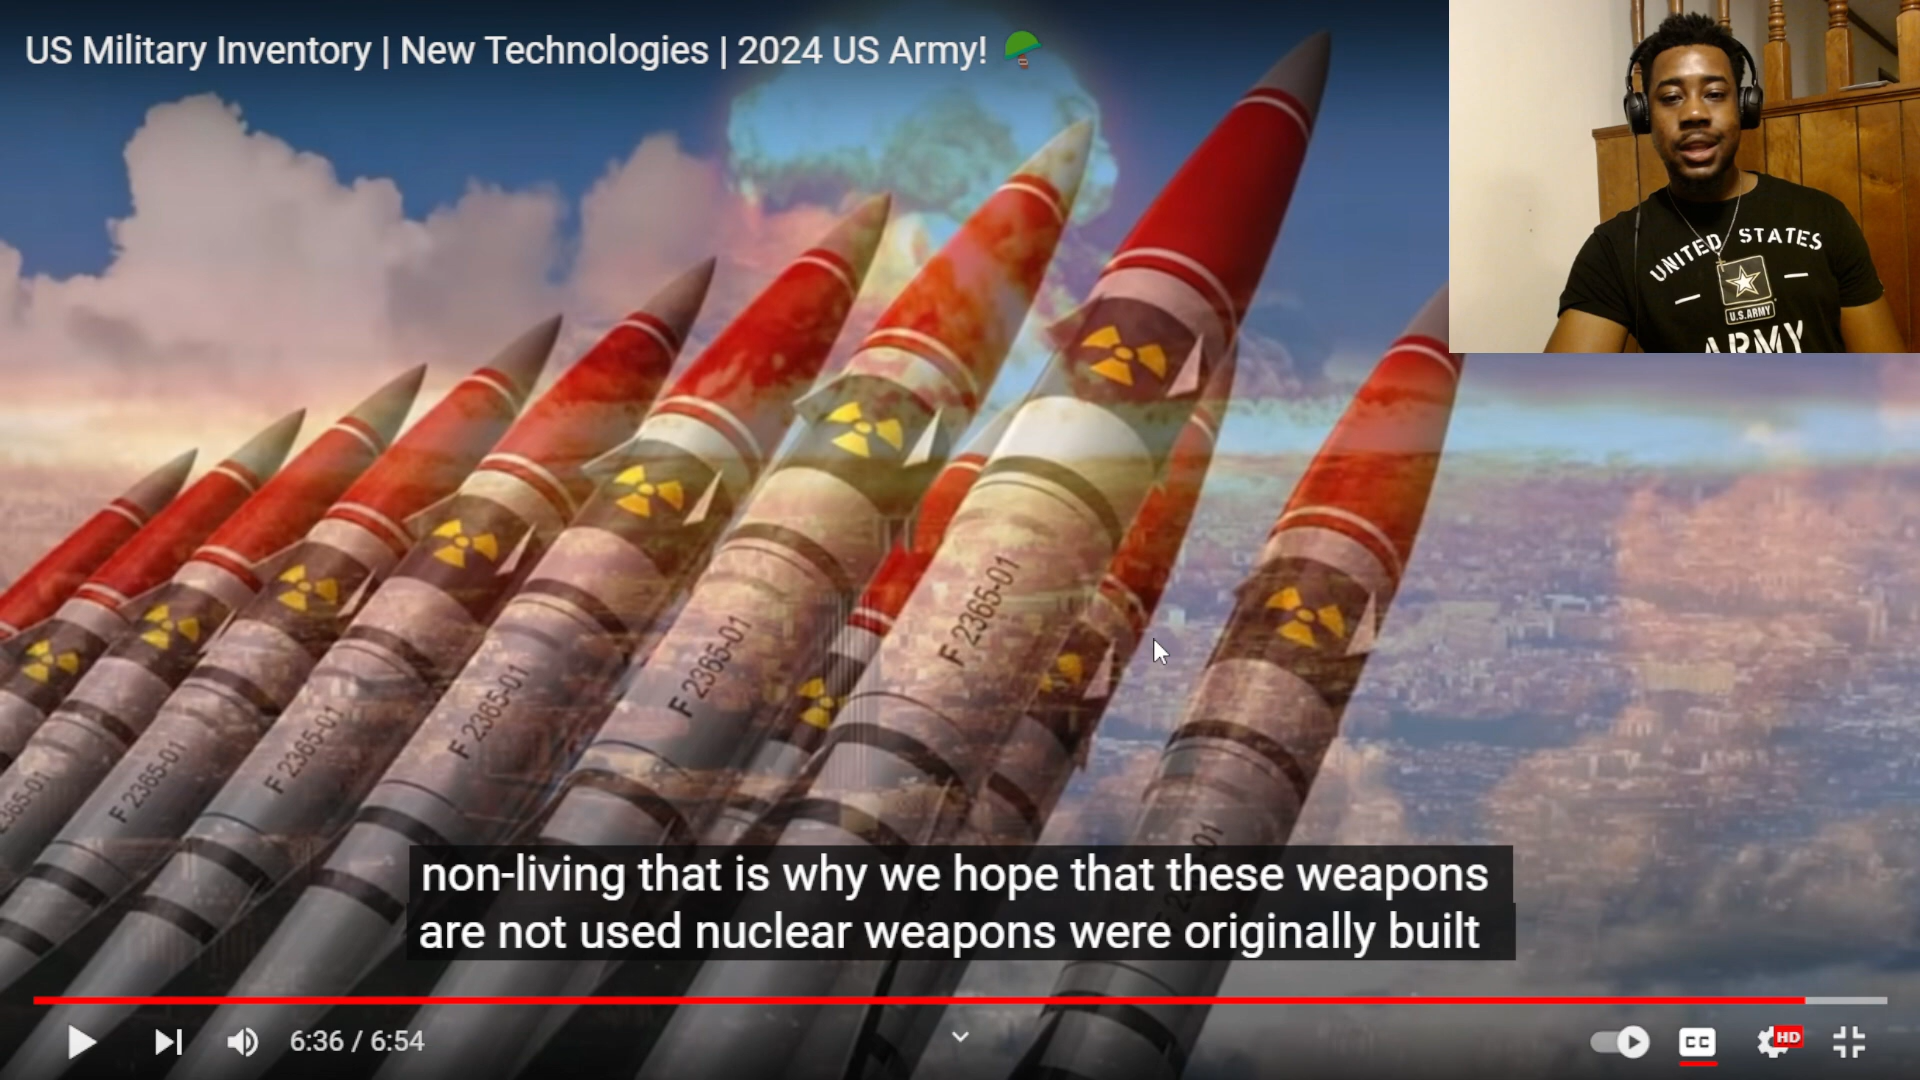 US Military Inventory | New Technologies | 2024 US Army!
UNITED STATES
U.S.ARMY
ARMY
F 2365-01
F 2365-01
F 2365-01
F 2365-01
F 2365-01
2365-01
non-living that is why we hope that these weapons
are not used nuclear weapons were originally built
6:36 / 6:54
CC
HD